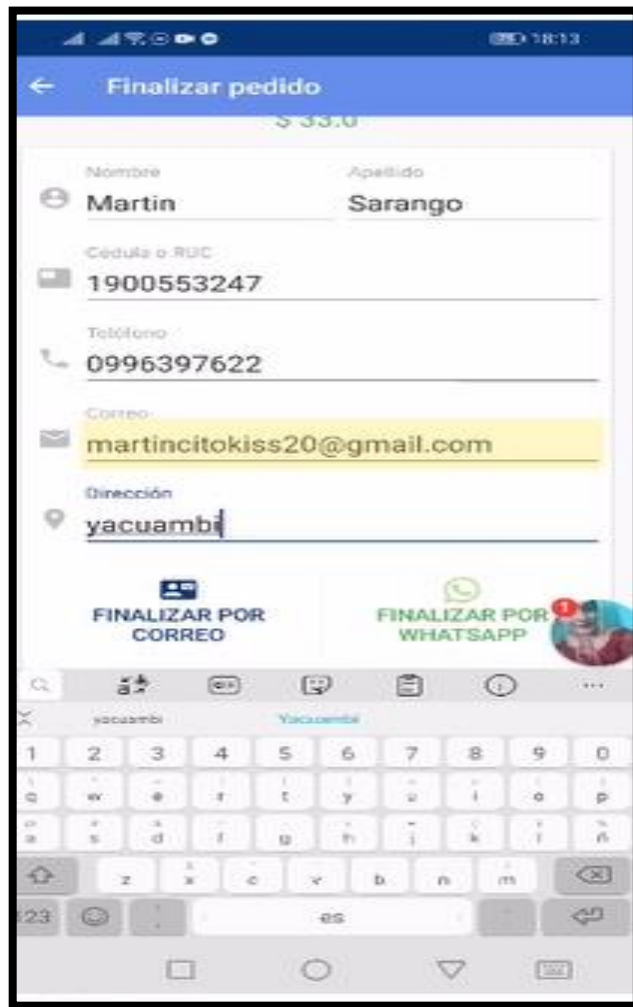 18:13
Finalizar pedido
$ 33.0
Nombre Apellido
Martin Sarango
Cédula o RUC
1900553247
Teléfono
0996397622
Correo
martincitokiss20@gmail.com
Dirección
yacuambi
FINALIZAR POR CORREO
FINALIZAR POR WHATSAPP
1
yacuambi Yacuambi
1 2 3 4 5 6 7 8 9 0
q w e r t y u i o p
a s d f g h j k l ñ
z x c v b n m
es